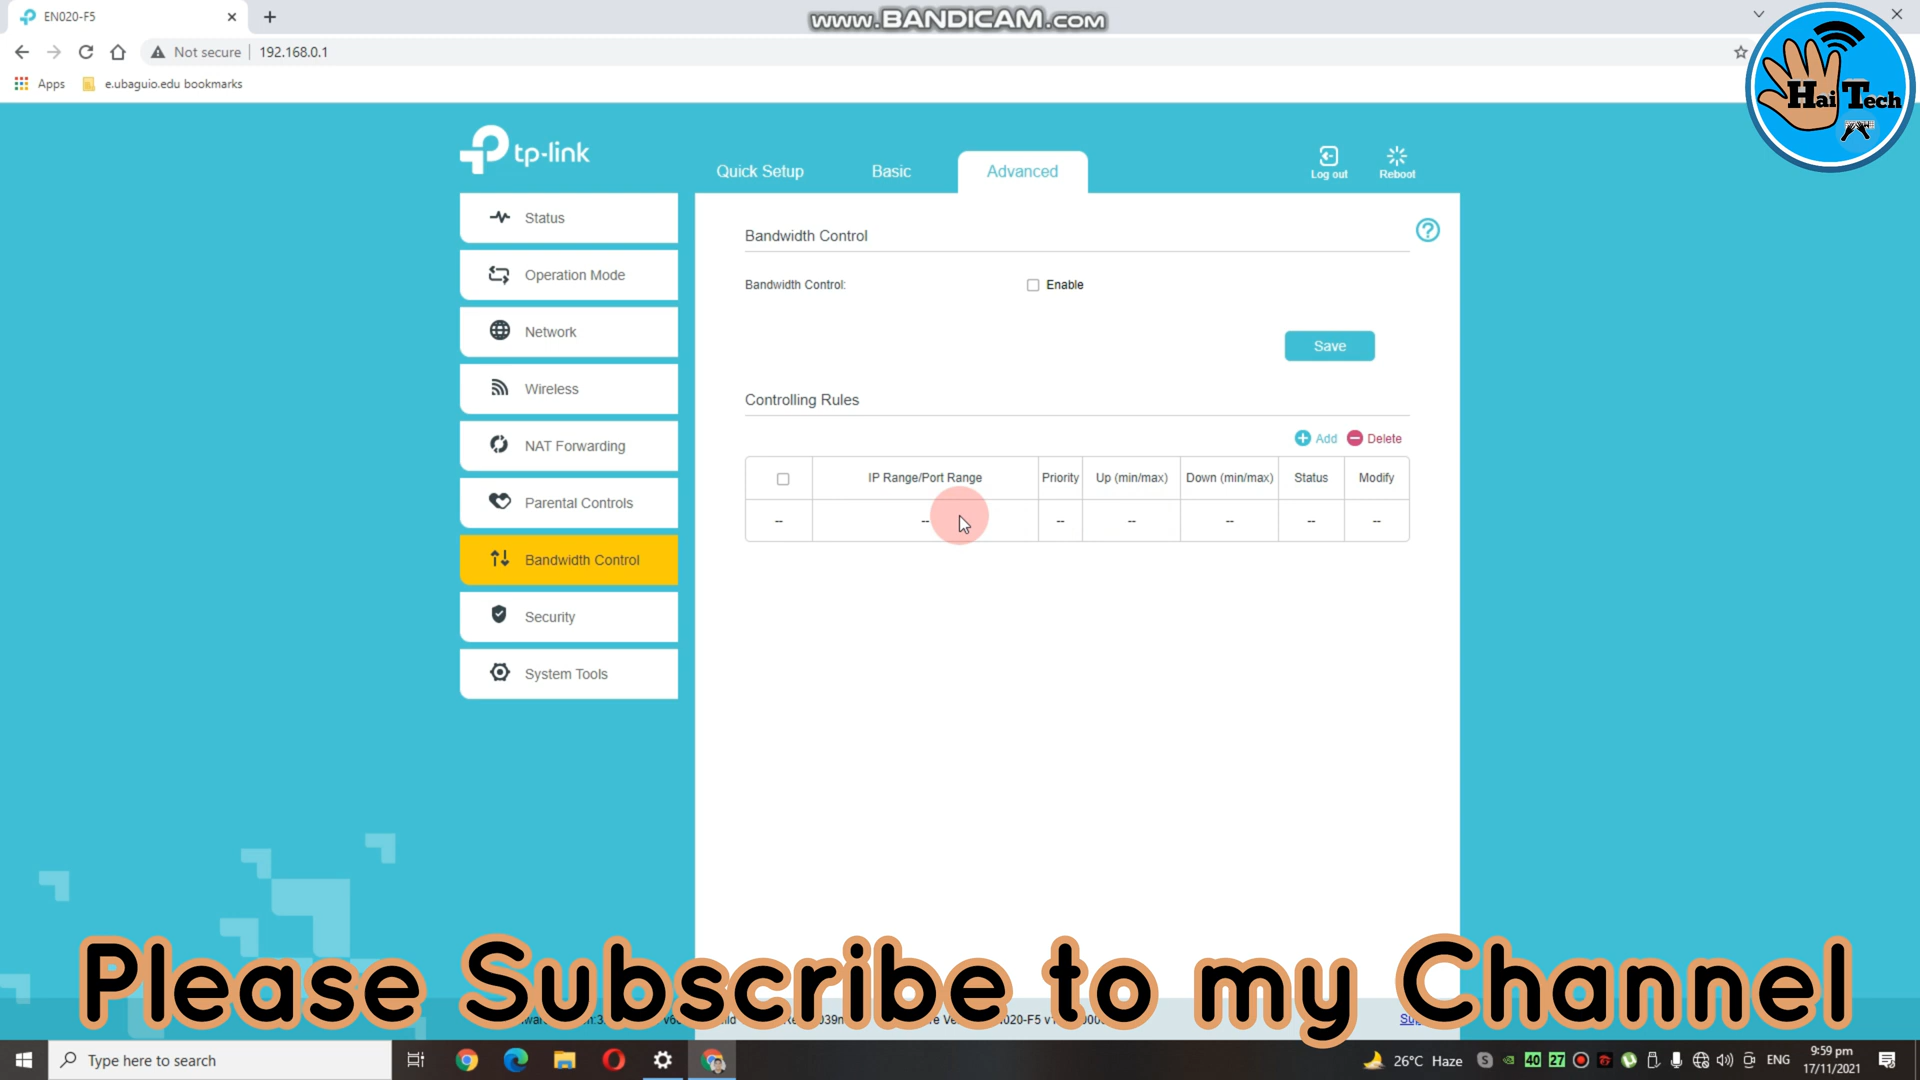 EN020-F5
www.BANDICAM.COM
Not secure
192.168.0.1
Apps
e.ubaguio.edu bookmarks
Hai Tech
tp-link
Quick Setup
Basic
Advanced
Log out
Reboot
Status
Operation Mode
Network
Wireless
NAT Forwarding
Parental Controls
Bandwidth Control
Security
System Tools
Bandwidth Control
Bandwidth Control:
Enable
Save
Controlling Rules
Add
Delete
IP Range/Port Range
Priority
Up (min/max)
Down (min/max)
Status
Modify
-- -- -- -- -- -- --
Please Subscribe to my Channel
Type here to search
26°C Haze
40
27
ENG
9:59 pm
17/11/2021